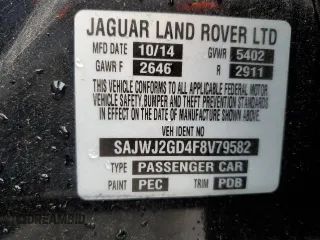 JAGUAR LAND ROVER LTD
MFD DATE 10/14 GVWR 5402
GAWR F 2646 R 2911
THIS VEHICLE CONFORMS TO ALL APPLICABLE FEDERAL MOTOR
VEHICLE SAFETY, BUMPER AND THEFT PREVENTION STANDARDS
IN EFFECT ON THE DATE OF MANUFACTURE SHOWN ABOVE
VEH IDENT NO
SAJWJ2GD4F8V79582
TYPE PASSENGER CAR
PAINT PEC TRIM PDB